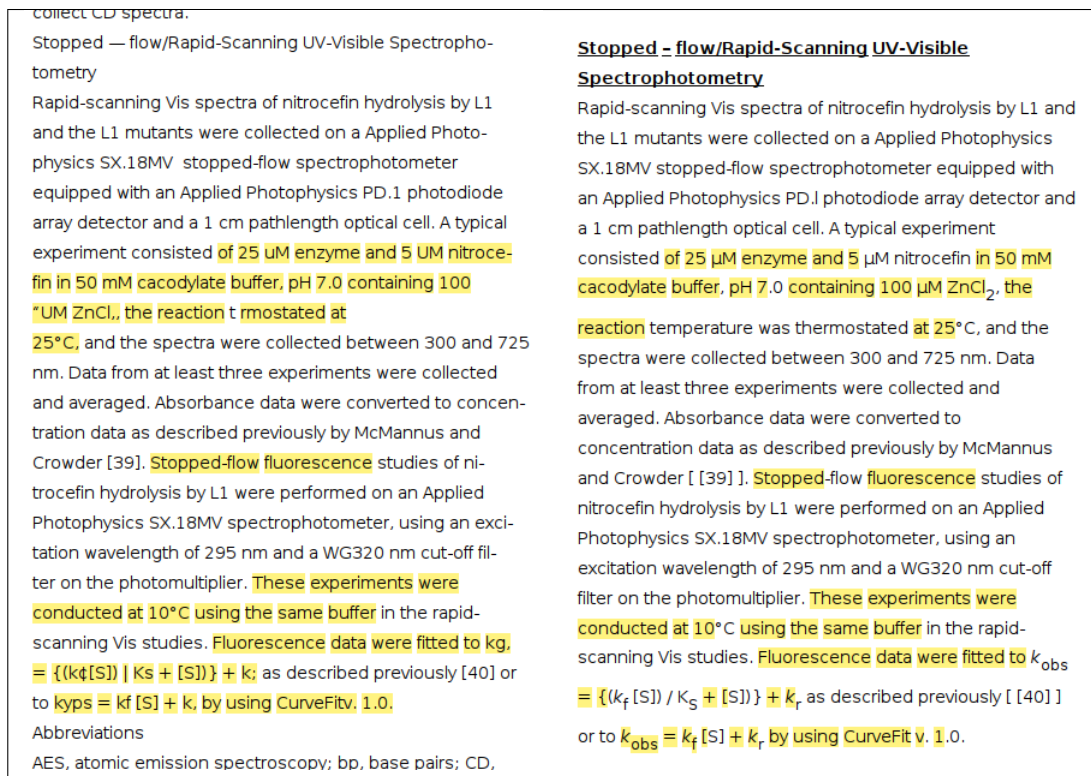 collect CD spectra.
Stopped — flow/Rapid-Scanning UV-Visible Spectropho-
tometry
Rapid-scanning Vis spectra of nitrocefin hydrolysis by L1
and the L1 mutants were collected on a Applied Photo-
physics SX.18MV stopped-flow spectrophotometer
equipped with an Applied Photophysics PD.1 photodiode
array detector and a 1 cm pathlength optical cell. A typical
experiment consisted of 25 uM enzyme and 5 UM nitroce-
fin in 50 mM cacodylate buffer, pH 7.0 containing 100
“UM ZnCl,, the reaction t rmostated at
25°C, and the spectra were collected between 300 and 725
nm. Data from at least three experiments were collected
and averaged. Absorbance data were converted to concen-
tration data as described previously by McMannus and
Crowder [39]. Stopped-flow fluorescence studies of ni-
trocefin hydrolysis by L1 were performed on an Applied
Photophysics SX.18MV spectrophotometer, using an exci-
tation wavelength of 295 nm and a WG320 nm cut-off fil-
ter on the photomultiplier. These experiments were
conducted at 10°C using the same buffer in the rapid-
scanning Vis studies. Fluorescence data were fitted to kg,
= {(k¢[S]) | Ks + [S])} + k; as described previously [40] or
to kyps = kf [S] + k, by using CurveFitv. 1.0.
Abbreviations
AES, atomic emission spectroscopy; bp, base pairs; CD,
Stopped – flow/Rapid-Scanning UV-Visible
Spectrophotometry
Rapid-scanning Vis spectra of nitrocefin hydrolysis by L1 and
the L1 mutants were collected on a Applied Photophysics
SX.18MV stopped-flow spectrophotometer equipped with
an Applied Photophysics PD.l photodiode array detector and
a 1 cm pathlength optical cell. A typical experiment
consisted of 25 µM enzyme and 5 µM nitrocefin in 50 mM
cacodylate buffer, pH 7.0 containing 100 µM ZnCl2, the
reaction temperature was thermostated at 25°C, and the
spectra were collected between 300 and 725 nm. Data
from at least three experiments were collected and
averaged. Absorbance data were converted to
concentration data as described previously by McMannus
and Crowder [ [39] ]. Stopped-flow fluorescence studies of
nitrocefin hydrolysis by L1 were performed on an Applied
Photophysics SX.18MV spectrophotometer, using an
excitation wavelength of 295 nm and a WG320 nm cut-off
filter on the photomultiplier. These experiments were
conducted at 10°C using the same buffer in the rapid-
scanning Vis studies. Fluorescence data were fitted to kobs
= {(kf [S]) / KS + [S])} + kr as described previously [ [40] ]
or to kobs = kf [S] + kr by using CurveFit v. 1.0.